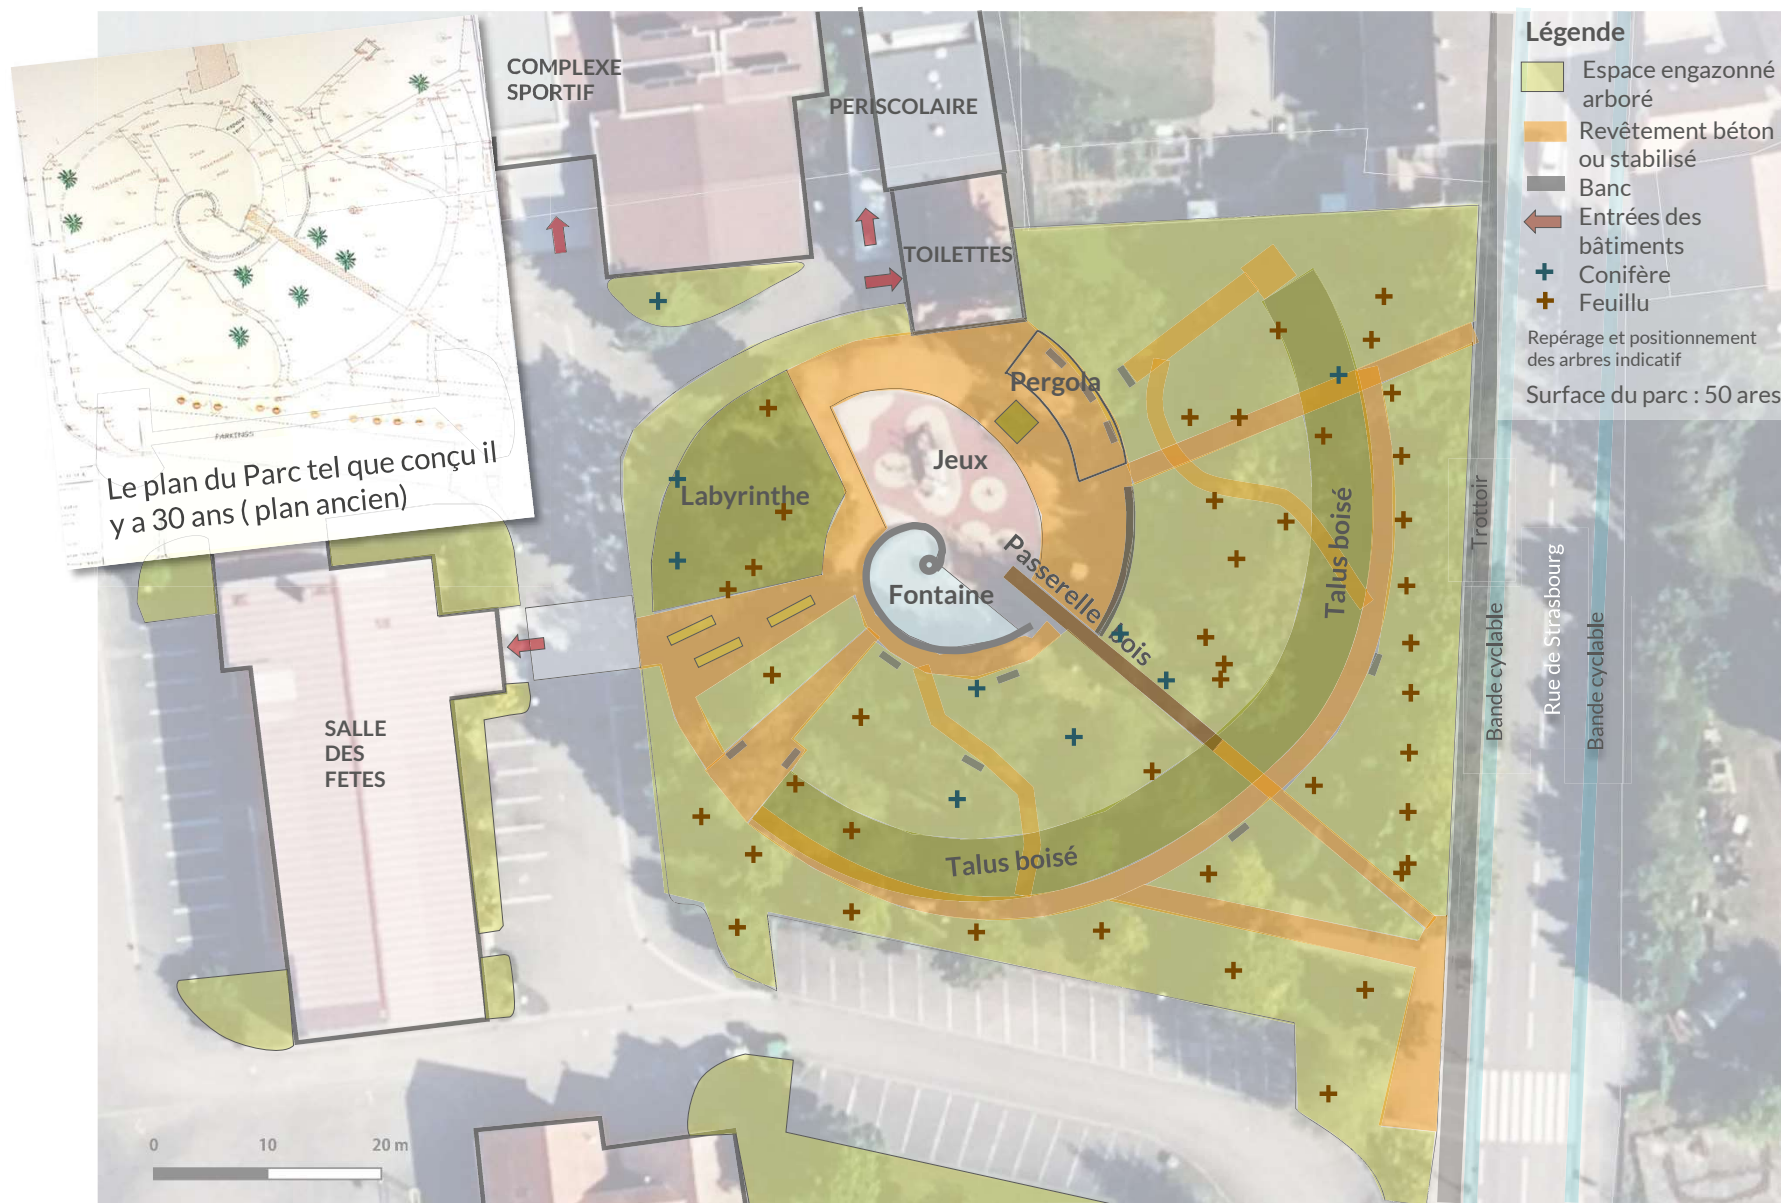 COMPLEXE
SPORTIF
PERISCOLAIRE
TOILETTES
Pergola
Jeux
Labyrinthe
Fontaine
Passerelle bois
Talus boisé
Talus boisé
SALLE
DES
FETES
PARKINGS
Le plan du Parc tel que conçu il
y a 30 ans ( plan ancien)
Trottoir
Bande cyclable
Rue de Strasbourg
Bande cyclable
0 10 20 m
Légende
Espace engazonné
arboré
Revêtement béton
ou stabilisé
Banc
Entrées des
bâtiments
Conifère
Feuillu
Repérage et positionnement
des arbres indicatif
Surface du parc : 50 ares